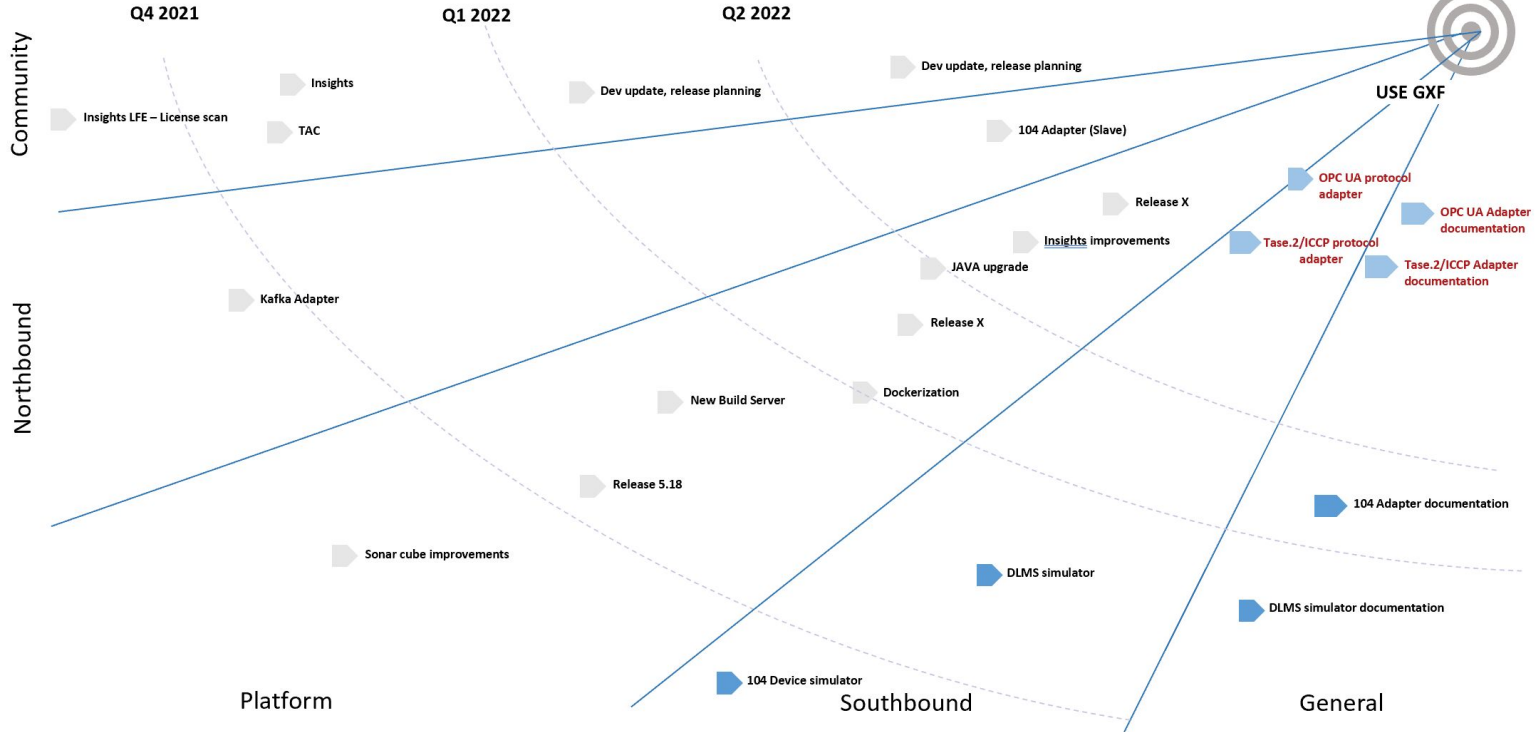 Q4 2021
Q1 2022
Q2 2022
Community
Insights
Insights LFE – License scan
TAC
Dev update, release planning
Dev update, release planning
104 Adapter (Slave)
USE GXF
OPC UA protocol
adapter
OPC UA Adapter
documentation
Release X
Insights improvements
Tase.2/ICCP protocol
adapter
Tase.2/ICCP Adapter
documentation
JAVA upgrade
Northbound
Kafka Adapter
Release X
New Build Server
Dockerization
Release 5.18
104 Adapter documentation
Sonar cube improvements
DLMS simulator
DLMS simulator documentation
104 Device simulator
Platform
Southbound
General